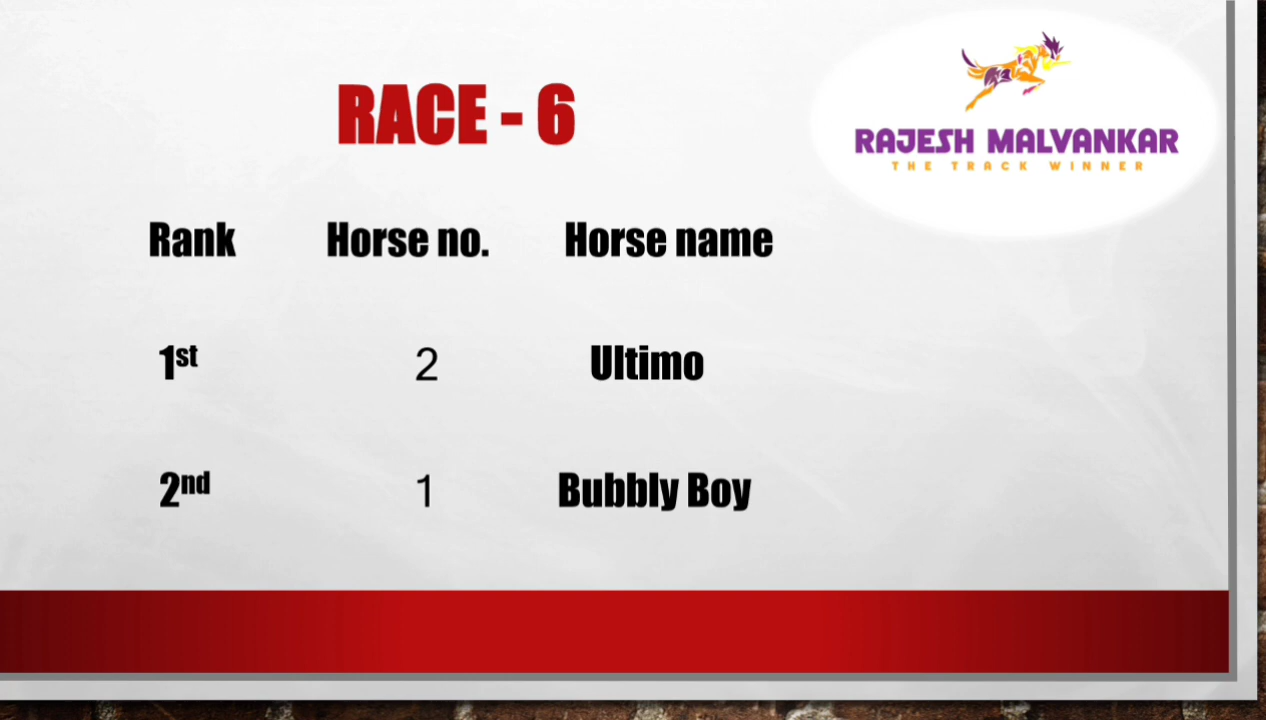 RACE - 6
RAJESH MALVANKAR
THE TRACK WINNER
Rank Horse no. Horse name
1st 2 Ultimo
2nd 1 Bubbly Boy